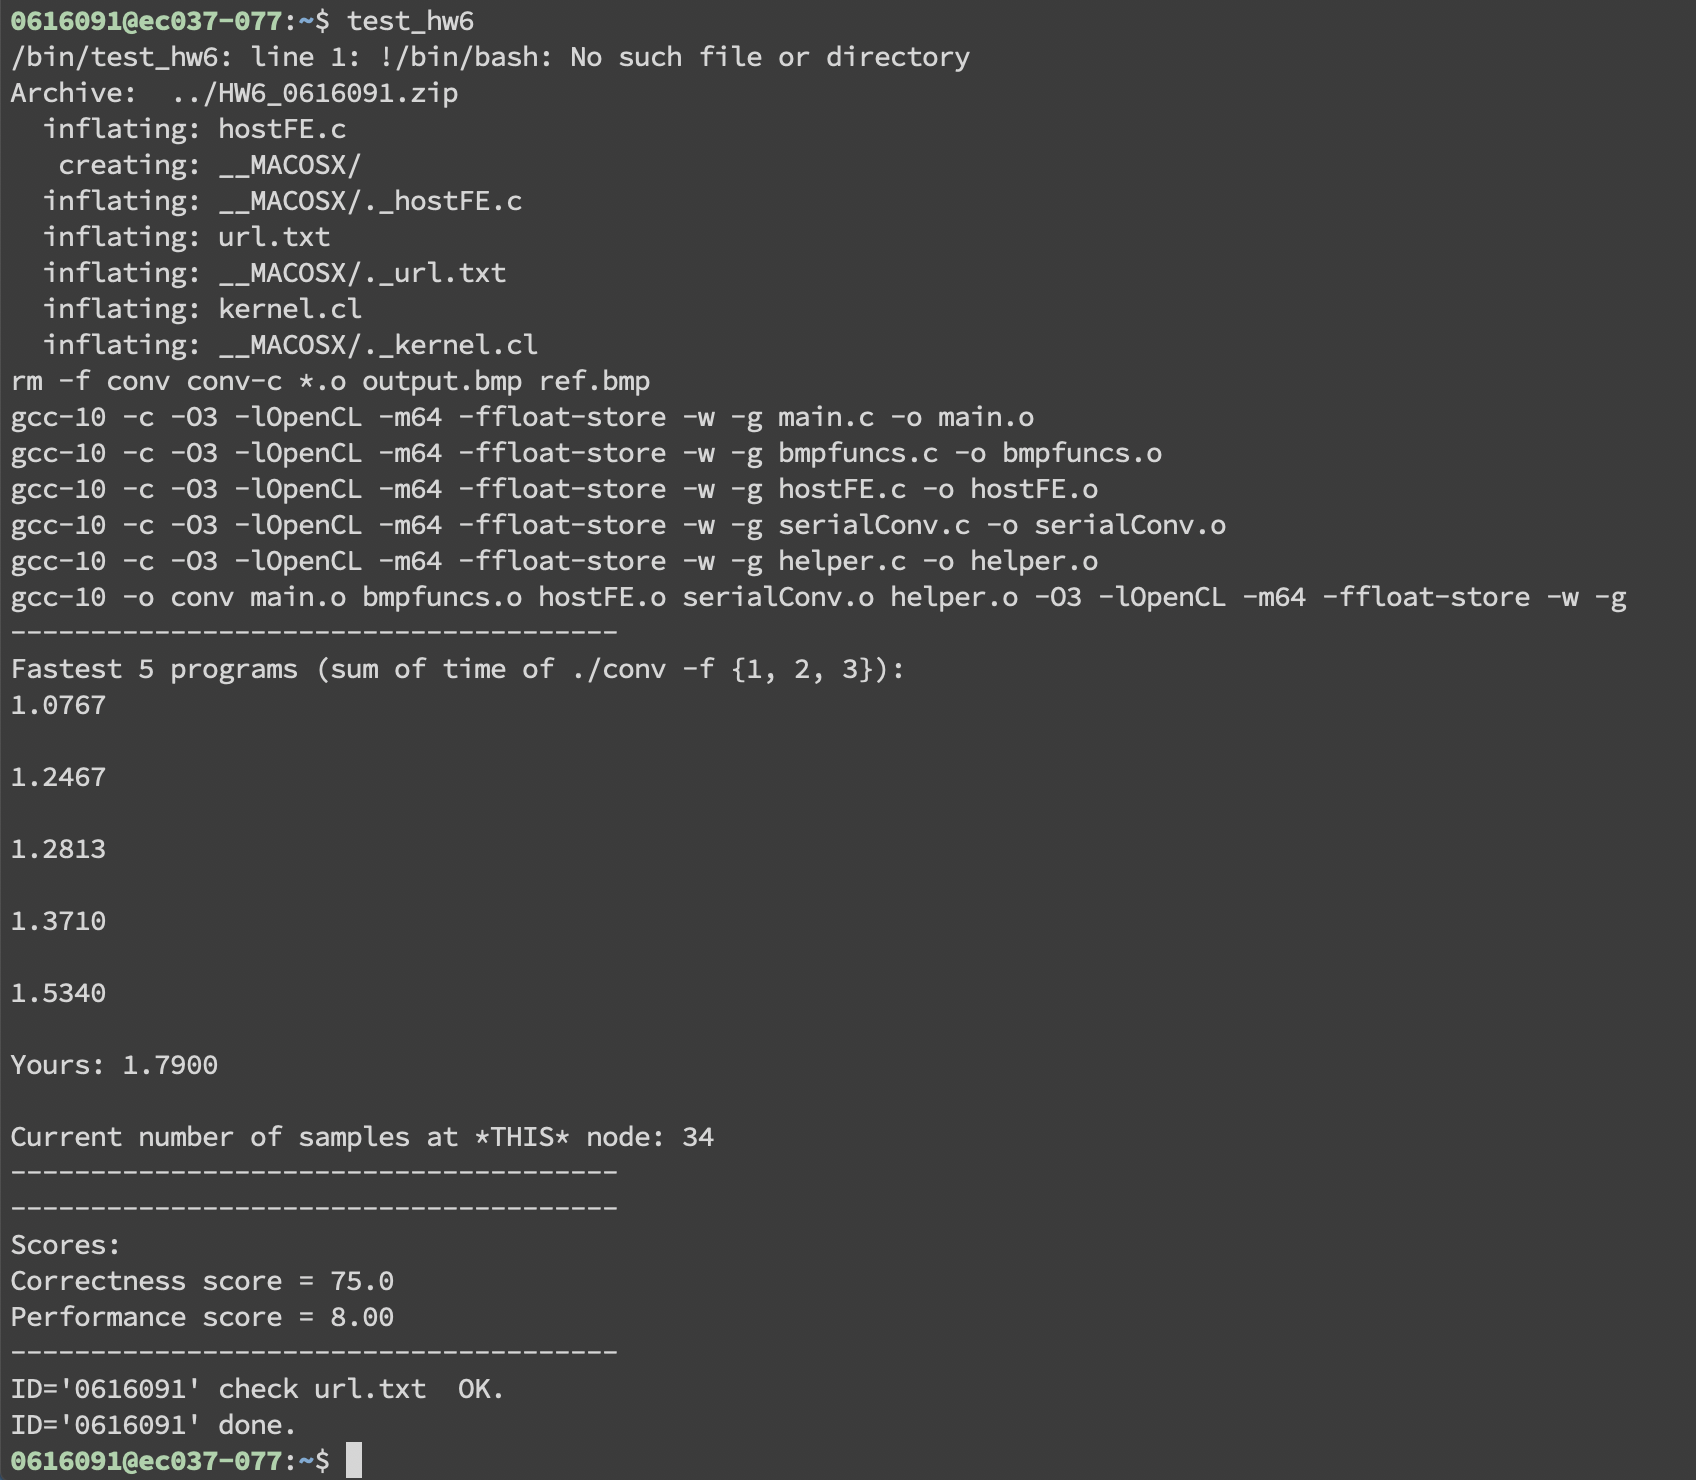 0616091@ec037-077:~$ test_hw6
/bin/test_hw6: line 1: !/bin/bash: No such file or directory
Archive:  ../HW6_0616091.zip
  inflating: hostFE.c
   creating: __MACOSX/
  inflating: __MACOSX/._hostFE.c
  inflating: url.txt
  inflating: __MACOSX/._url.txt
  inflating: kernel.cl
  inflating: __MACOSX/._kernel.cl
rm -f conv conv-c *.o output.bmp ref.bmp
gcc-10 -c -O3 -lOpenCL -m64 -ffloat-store -w -g main.c -o main.o
gcc-10 -c -O3 -lOpenCL -m64 -ffloat-store -w -g bmpfuncs.c -o bmpfuncs.o
gcc-10 -c -O3 -lOpenCL -m64 -ffloat-store -w -g hostFE.c -o hostFE.o
gcc-10 -c -O3 -lOpenCL -m64 -ffloat-store -w -g serialConv.c -o serialConv.o
gcc-10 -c -O3 -lOpenCL -m64 -ffloat-store -w -g helper.c -o helper.o
gcc-10 -o conv main.o bmpfuncs.o hostFE.o serialConv.o helper.o -O3 -lOpenCL -m64 -ffloat-store -w -g
--------------------------------------
Fastest 5 programs (sum of time of ./conv -f {1, 2, 3}):
1.0767
1.2467
1.2813
1.3710
1.5340
Yours: 1.7900
Current number of samples at *THIS* node: 34
--------------------------------------
--------------------------------------
Scores:
Correctness score = 75.0
Performance score = 8.00
--------------------------------------
ID='0616091' check url.txt  OK.
ID='0616091' done.
0616091@ec037-077:~$